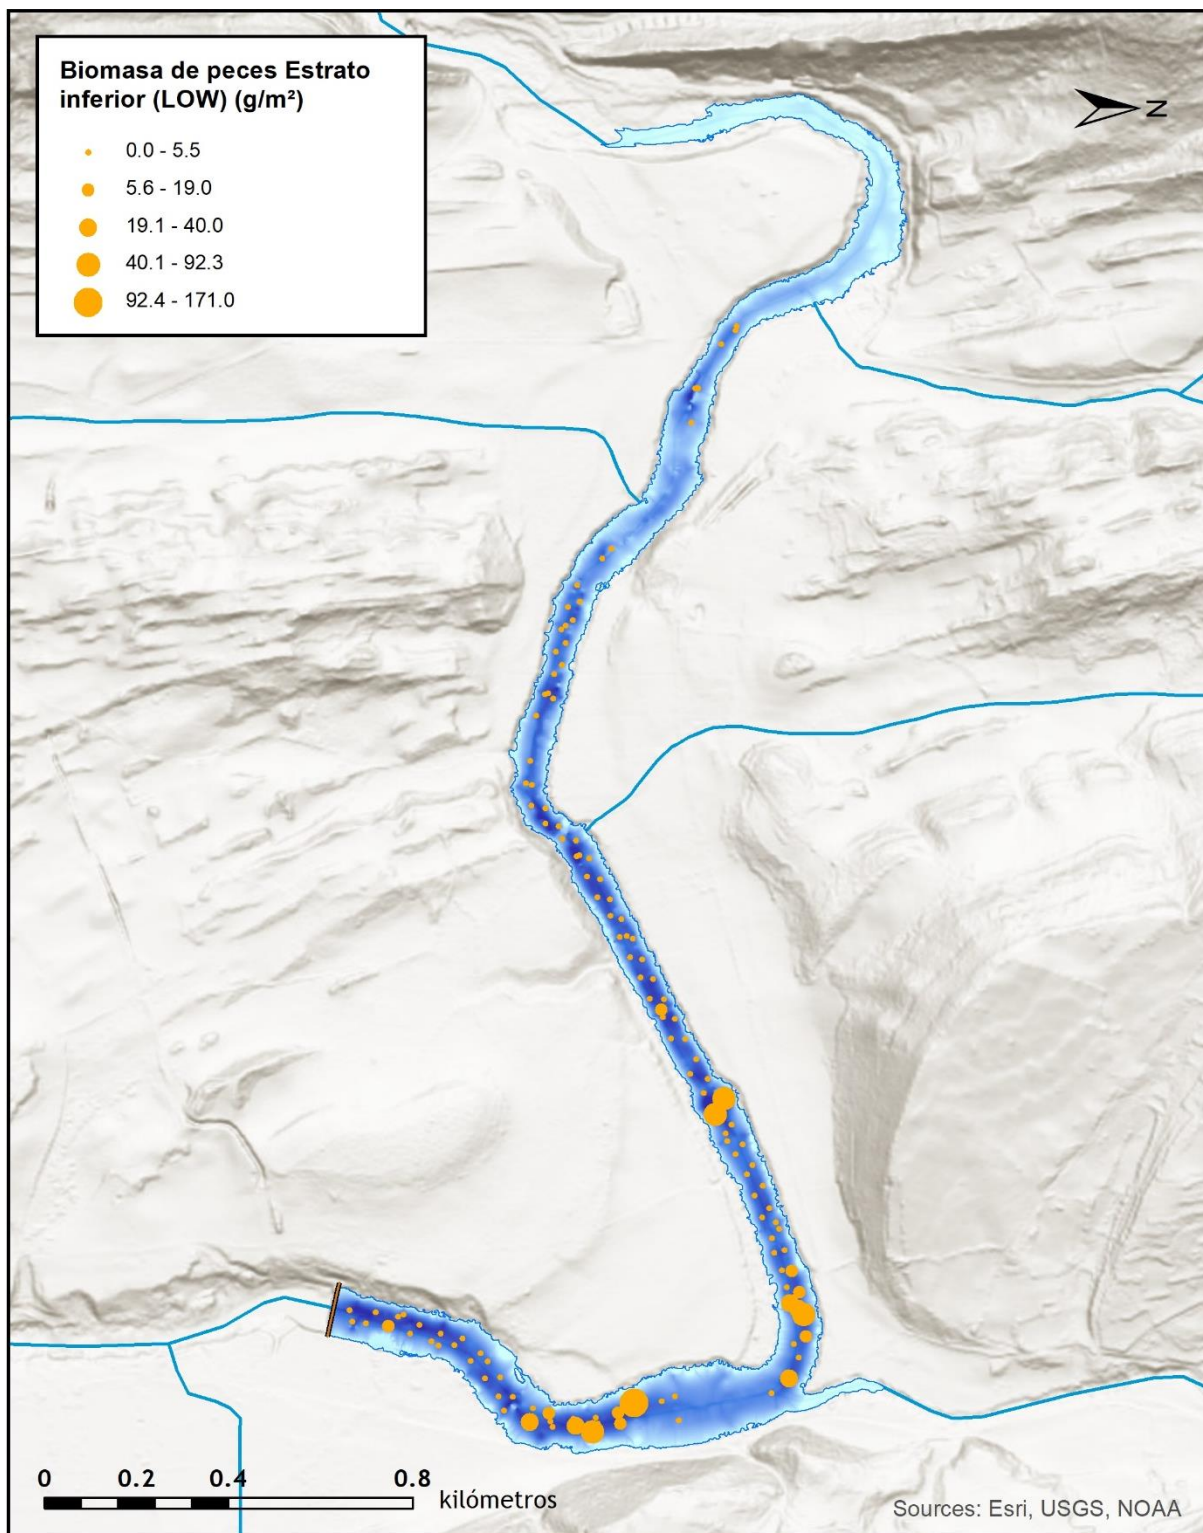 Biomasa de peces Estrato
inferior (LOW) (g/m²)
0.0 - 5.5
5.6 - 19.0
19.1 - 40.0
40.1 - 92.3
92.4 - 171.0
N
0 0.2 0.4 0.8
kilómetros
Sources: Esri, USGS, NOAA